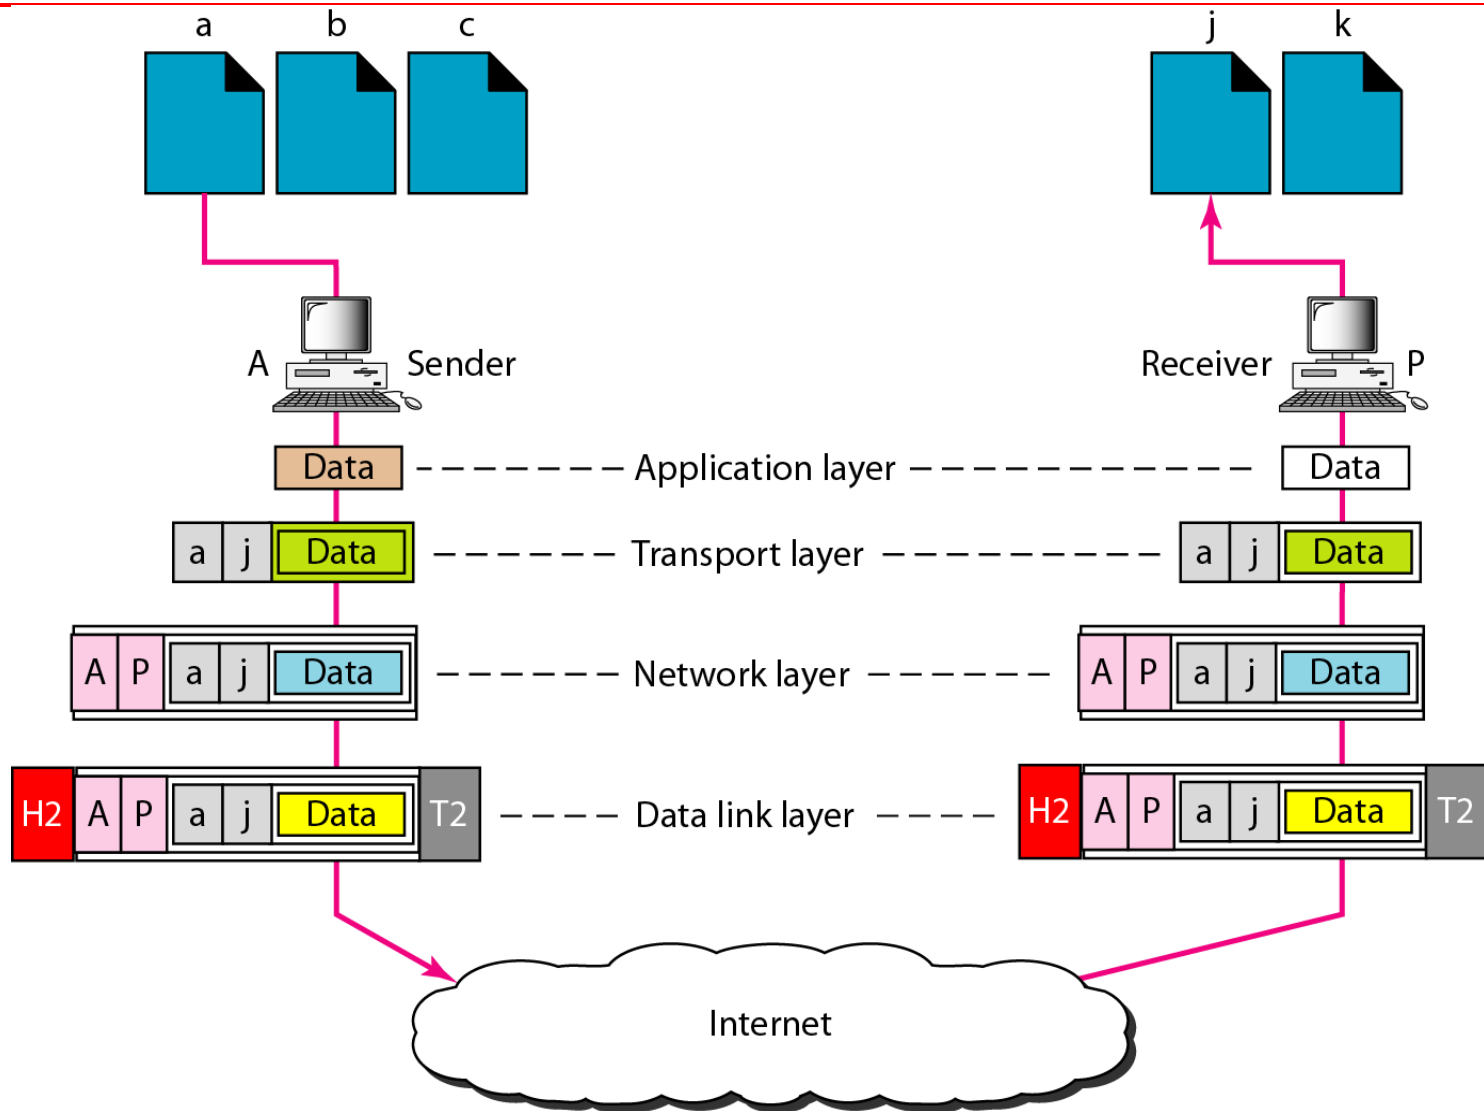 a b c j k
A Sender Receiver P
Data Application layer Data
a j Data Transport layer a j Data
A P a j Data Network layer A P a j Data
H2 A P a j Data T2 Data link layer H2 A P a j Data T2
Internet